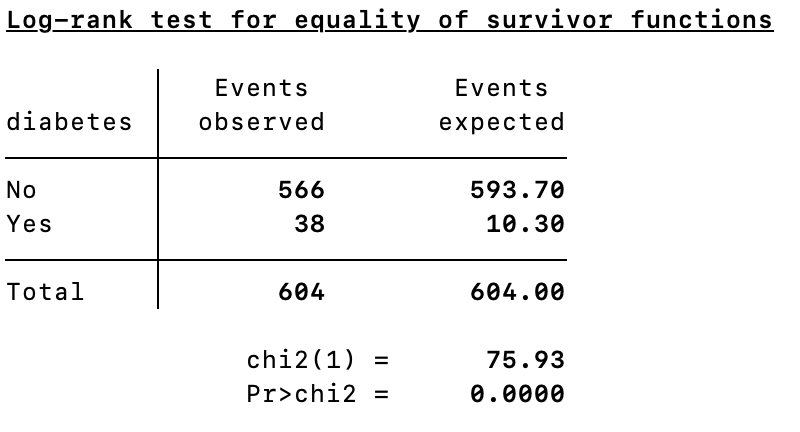 Log-rank test for equality of survivor functions
Events Events
diabetes observed expected
No 566 593.70
Yes 38 10.30
Total 604 604.00
chi2(1) = 75.93
Pr>chi2 = 0.0000